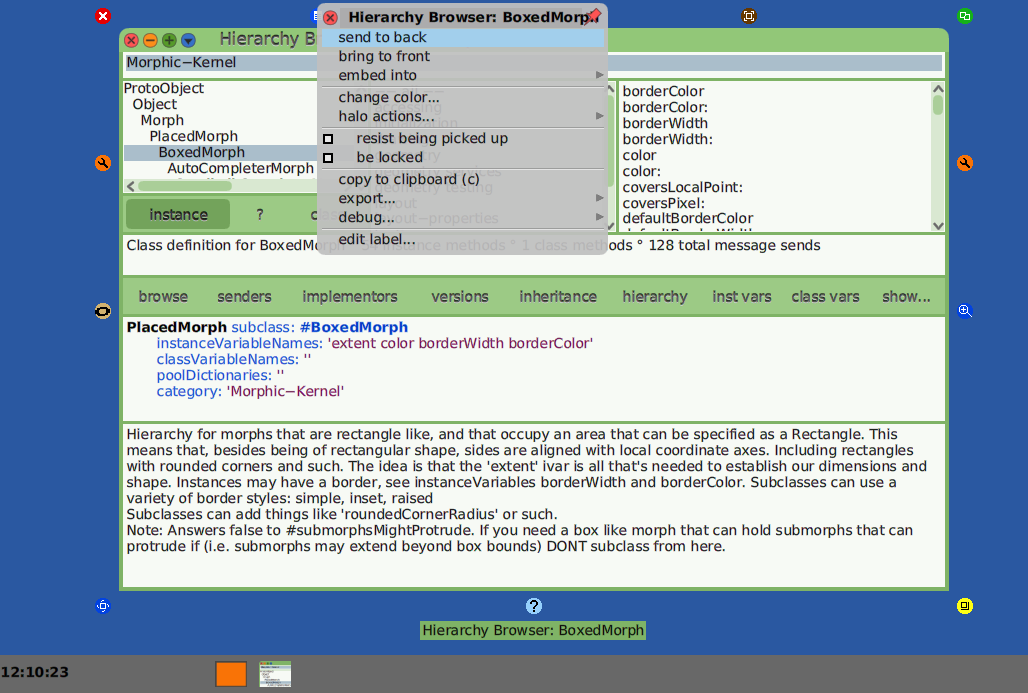 Hierarchy Browser: BoxedMorph
Hierarchy B
send to back
bring to front
embed into
change color...
halo actions...
resist being picked up
be locked
copy to clipboard (c)
export...
debug...
edit label...
Morphic-Kernel
ProtoObject
Object
Morph
PlacedMorph
BoxedMorph
AutoCompleterMorph
geometry testing
layout
layout-properties
borderColor
borderColor:
borderWidth
borderWidth:
color
color:
coversLocalPoint:
coversPixel:
defaultBorderColor
instance
?
Class definition for BoxedMorph ° 54 instance methods ° 1 class methods ° 128 total message sends
browse senders implementors versions inheritance hierarchy inst vars class vars show...
PlacedMorph subclass: #BoxedMorph
instanceVariableNames: 'extent color borderWidth borderColor'
classVariableNames: ''
poolDictionaries: ''
category: 'Morphic-Kernel'
Hierarchy for morphs that are rectangle like, and that occupy an area that can be specified as a Rectangle. This
means that, besides being of rectangular shape, sides are aligned with local coordinate axes. Including rectangles
with rounded corners and such. The idea is that the 'extent' ivar is all that's needed to establish our dimensions and
shape. Instances may have a border, see instanceVariables borderWidth and borderColor. Subclasses can use a
variety of border styles: simple, inset, raised
Subclasses can add things like 'roundedCornerRadius' or such.
Note: Answers false to #submorphsMightProtrude. If you need a box like morph that can hold submorphs that can
protrude if (i.e. submorphs may extend beyond box bounds) DONT subclass from here.
?
Hierarchy Browser: BoxedMorph
12:10:23